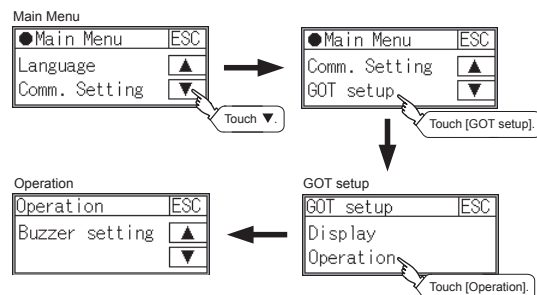 Main Menu
●Main Menu ESC
Language ▲
Comm. Setting ▼
Touch ▼.
●Main Menu ESC
Comm. Setting ▲
GOT setup ▼
Touch [GOT setup].
GOT setup
GOT setup ESC
Display
Operation
Touch [Operation].
Operation
Operation ESC
Buzzer setting ▲
▼